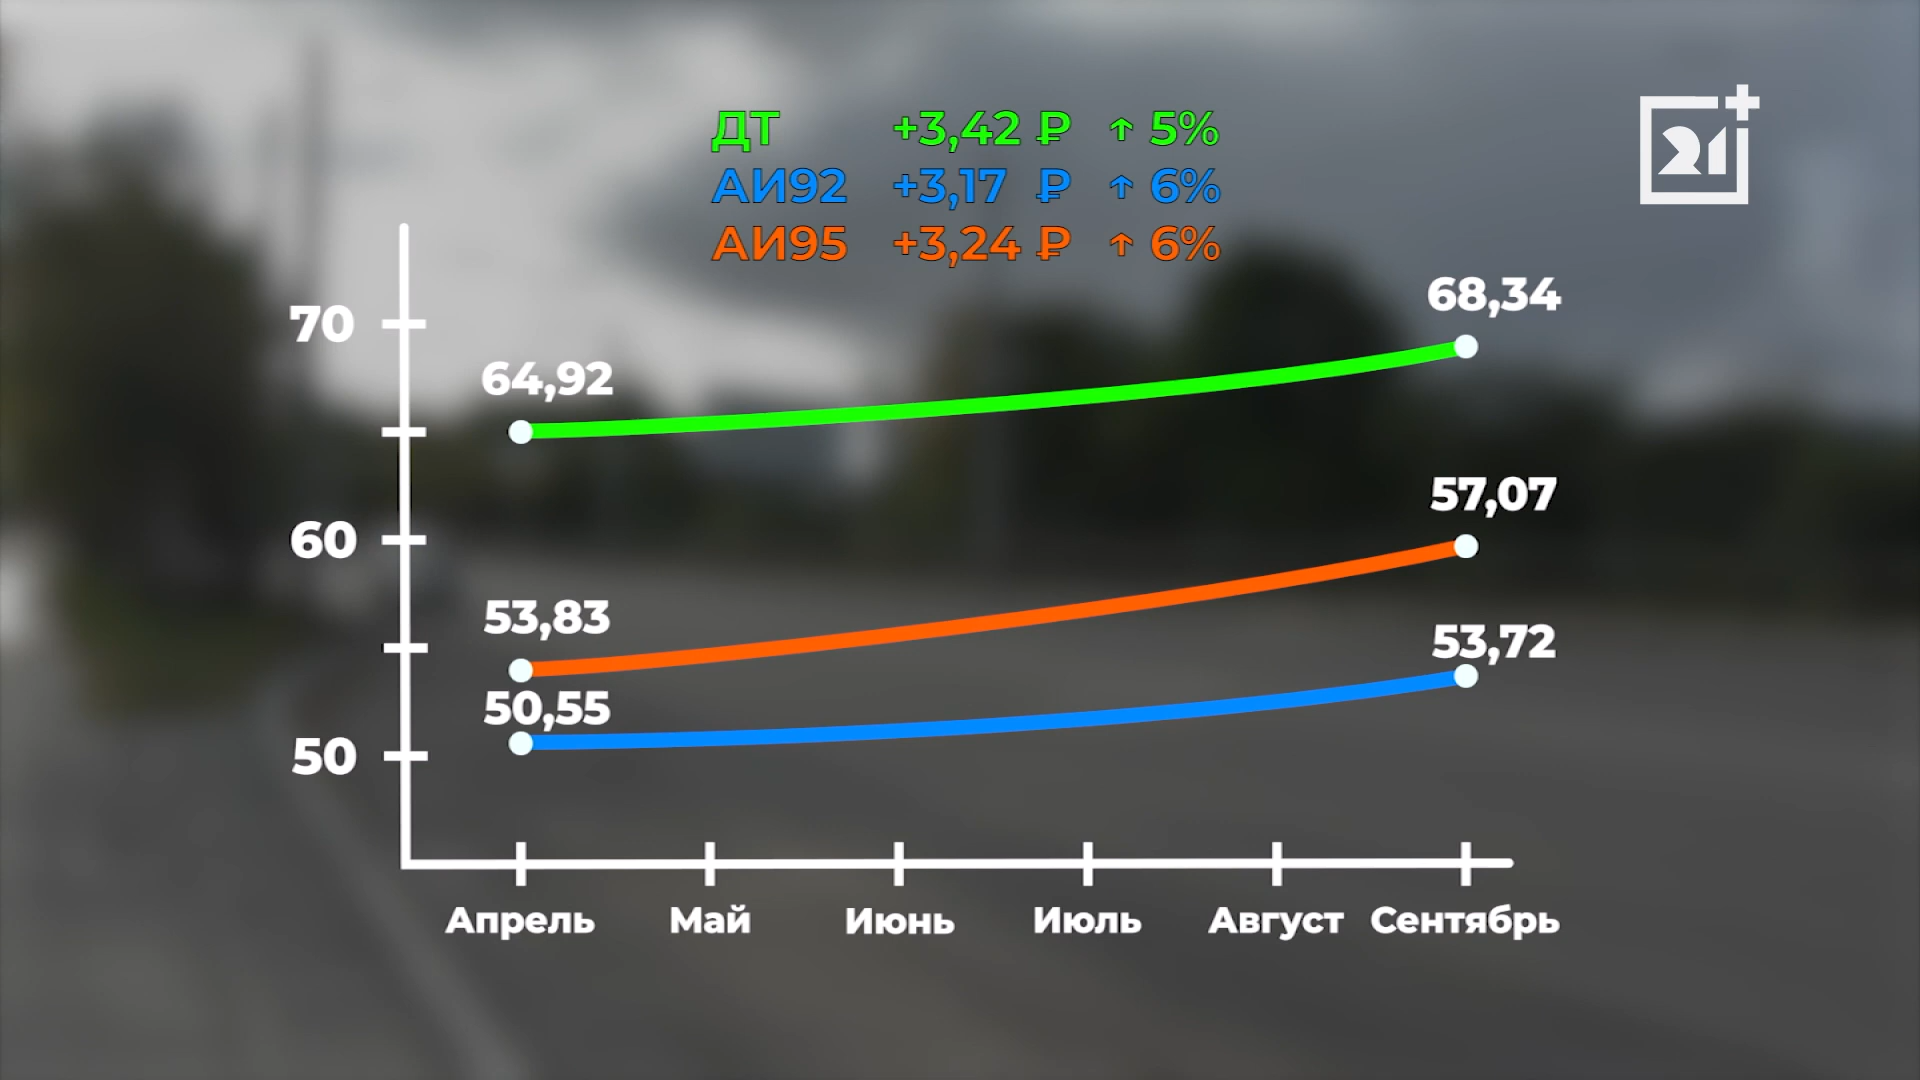 ДТ +3,42 ₽ ↑ 5%
АИ92 +3,17 ₽ ↑ 6%
АИ95 +3,24 ₽ ↑ 6%
21+
68,34
70
64,92
57,07
60
53,83
53,72
50,55
50
Апрель Май Июнь Июль Август Сентябрь